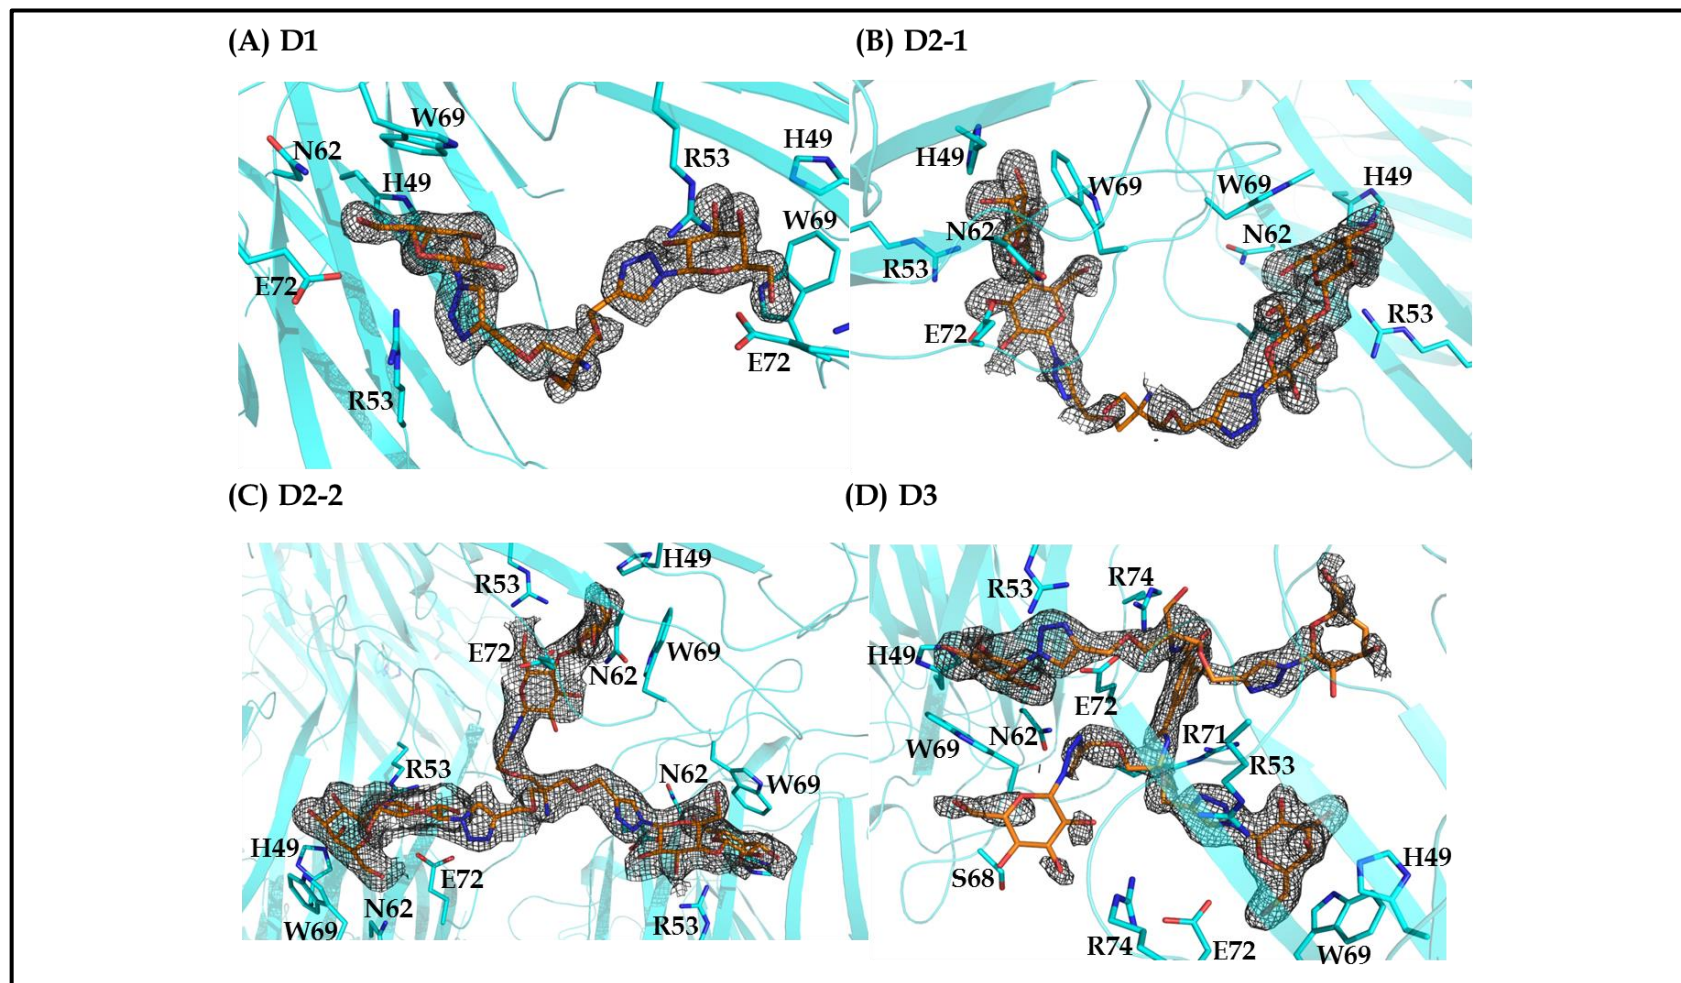 (A) D1
W69
N62
H49
E72
R53
R53
H49
W69
E72
(B) D2-1
H49
W69
N62
R53
E72
W69
H49
N62
R53
(C) D2-2
H49
R53
E72
W69
N62
R53
N62
W69
H49
E72
N62
W69
R53
(D) D3
R53
R74
H49
E72
W69
N62
R71
R53
S68
H49
R74
E72
W69